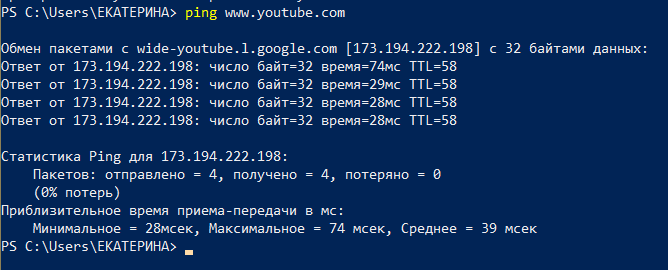 PS C:\Users\ЕКАТЕРИНА> ping www.youtube.com
Обмен пакетами с wide-youtube.l.google.com [173.194.222.198] с 32 байтами данных:
Ответ от 173.194.222.198: число байт=32 время=74мс TTL=58
Ответ от 173.194.222.198: число байт=32 время=29мс TTL=58
Ответ от 173.194.222.198: число байт=32 время=28мс TTL=58
Ответ от 173.194.222.198: число байт=32 время=28мс TTL=58
Статистика Ping для 173.194.222.198:
Пакетов: отправлено = 4, получено = 4, потеряно = 0
(0% потерь)
Приблизительное время приема-передачи в мс:
Минимальное = 28мсек, Максимальное = 74 мсек, Среднее = 39 мсек
PS C:\Users\ЕКАТЕРИНА>